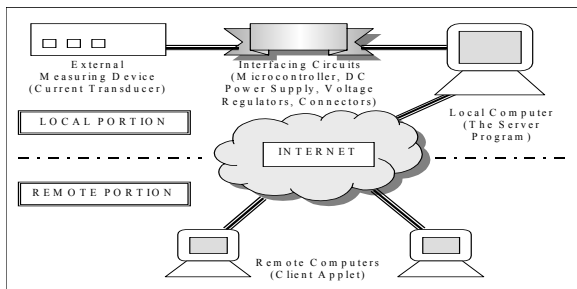 External
Measuring Device
(Current Transducer)
Interfacing Circuits
(Microcontroller, DC
Power Supply, Voltage
Regulators, Connectors)
Local Computer
(The Server
Program)
LOCAL PORTION
INTERNET
REMOTE PORTION
Remote Computers
(Client Applet)